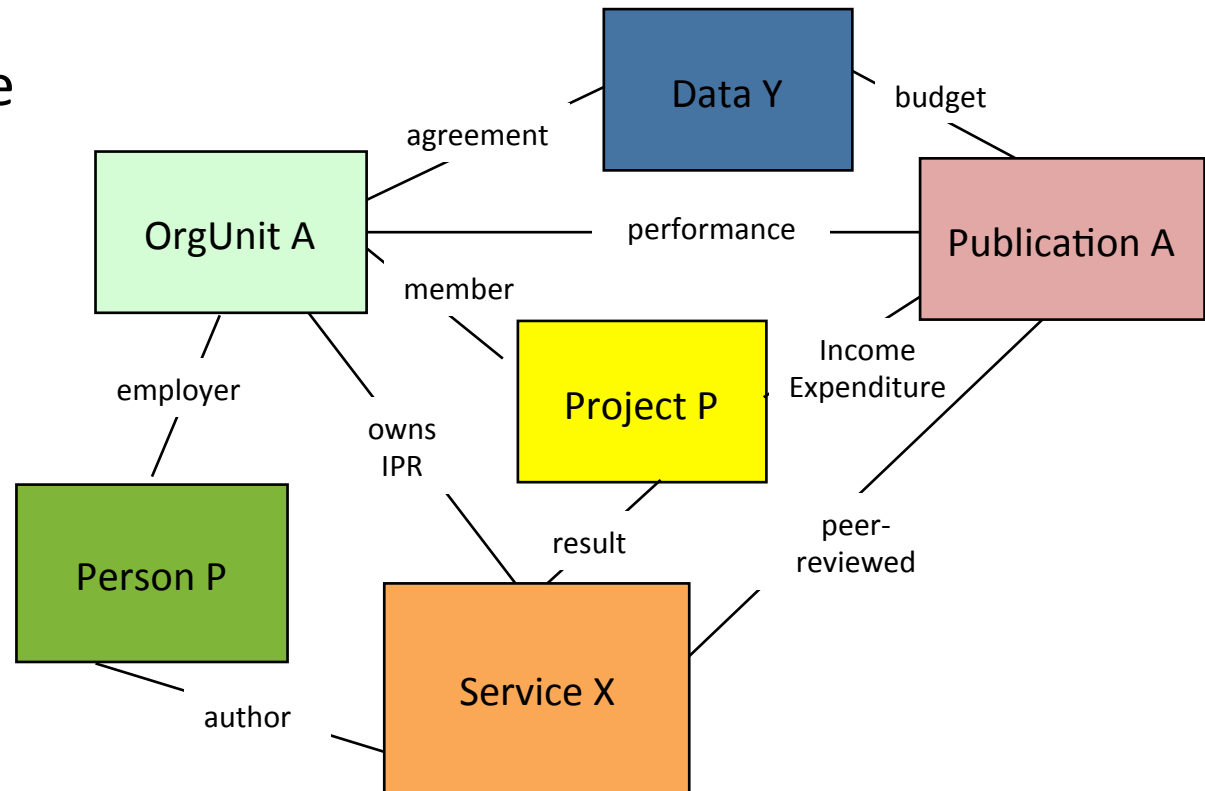 e
Data Y
budget
agreement
OrgUnit A
performance
Publication A
member
Income
Expenditure
employer
Project P
owns
IPR
peer-
reviewed
result
Person P
Service X
author